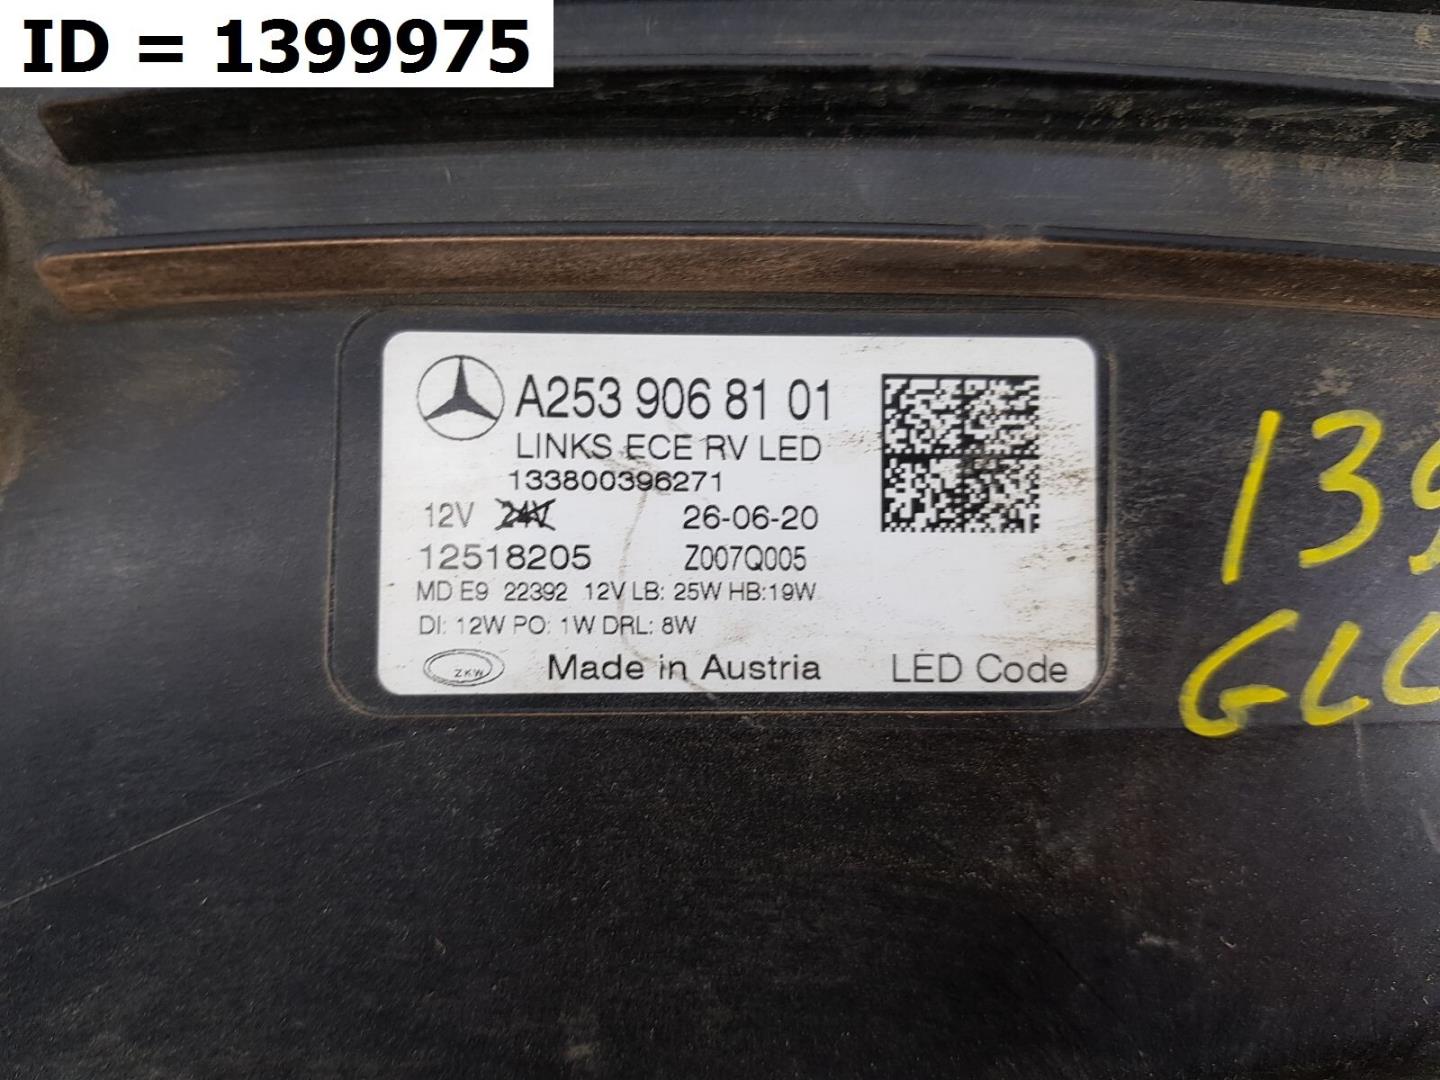 ID = 1399975
A253 906 81 01
LINKS ECE RV LED
133800396271
12V 24V 26-06-20
12518205 Z007Q005
MD E9 22392 12V LB: 25W HB:19W
DI: 12W PO: 1W DRL: 8W
ZKW Made in Austria LED Code
139
GLC